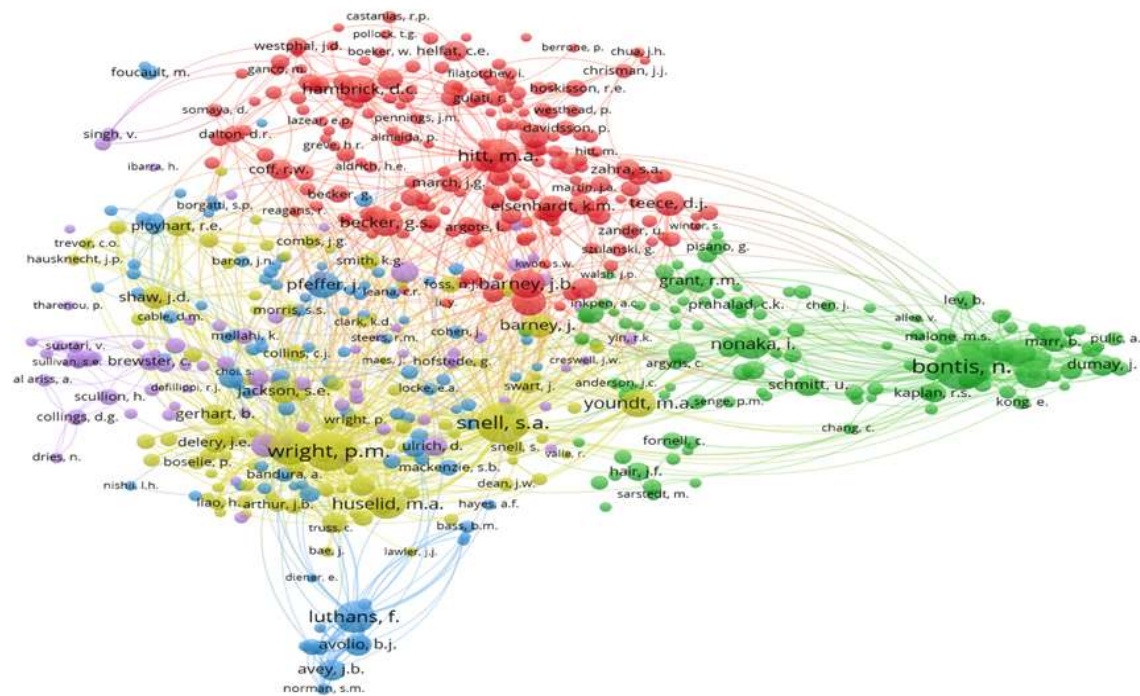 castanias, r.p.
pollock, t.g.
westphal, j.d.
boeker, w.
helfat, c.e.
berrone, p.
chua, j.h.
foucault, m.
ganco, m.
filatotchev, i.
chrisman, j.j.
hambrick, d.c.
gulati, r.
hoskisson, r.e.
somaya, d.
pennings, j.m.
westhead, p.
lazear, e.p.
davidsson, p.
singh, v.
dalton, d.r.
almeida, p.
greve, h.r.
hitt, m.a.
hitt, m.
ibarra, h.
coff, r.w.
aldrich, h.e.
zahra, s.a.
becker, g.
march, j.g.
martin, j.a.
borgatti, s.p.
reagans, r.
eisenhardt, k.m.
teece, d.j.
ployhart, r.e.
becker, g.s.
argote, l.
zander, u.
winter, s.
trevor, c.o.
combs, j.g.
szulanski, g.
pisano, g.
hausknecht, j.p.
baron, j.n.
smith, k.g.
kwon, s.w.
walsh, j.p.
pfeffer, j.
leana, c.r.
foss, n.j.
barney, j.b.
grant, r.m.
shaw, j.d.
tharenou, p.
morris, s.s.
li, y.
inkpen, a.c.
prahalad, c.k.
chen, j.
lev, b.
cable, d.m.
clark, k.d.
barney, j.
allee, v.
mellahi, k.
steers, r.m.
cohen, j.
yin, r.k.
nonaka, i.
malone, m.s.
marr, b.
pulic, a.
suutari, v.
sullivan, s.e.
brewster, c.
collins, c.j.
maes, j.
hofstede, g.
creswell, j.w.
argyris, c.
bontis, n.
dumay, j.
al ariss, a.
choi, s.
defillippi, r.j.
jackson, s.e.
locke, e.a.
swart, j.
anderson, j.c.
schmitt, u.
kaplan, r.s.
scullion, h.
senge, p.m.
kong, e.
collings, d.g.
gerhart, b.
wright, p.
snell, s.a.
youndt, m.a.
chang, c.
delery, j.e.
wright, p.m.
ulrich, d.
snell, s.
valle, r.
fornell, c.
dries, n.
boselie, p.
bandura, a.
mackenzie, s.b.
hair, j.f.
nishii, l.h.
dean, j.w.
sarstedt, m.
liao, h.
arthur, j.b.
huselid, m.a.
hayes, a.f.
truss, c.
bass, b.m.
bae, j.
lawler, j.j.
diener, e.
luthans, f.
avolio, b.j.
avey, j.b.
norman, s.m.